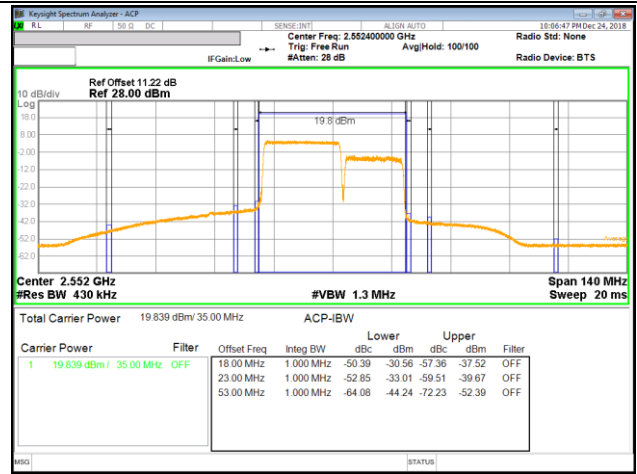 Keysight Spectrum Analyzer - ACP
LXI RL RF 50 Ω DC SENSE:INT ALIGN AUTO 10:06:47 PM Dec 24, 2018
Center Freq: 2.552400000 GHz Radio Std: None
Trig: Free Run Avg|Hold: 100/100
IFGain:Low #Atten: 28 dB Radio Device: BTS
Ref Offset 11.22 dB
10 dB/div Ref 28.00 dBm
Log
18.0
8.00
-2.00
-12.0
-22.0
-32.0
-42.0
-52.0
-62.0
19.8 dBm
Average
Center 2.552 GHz Span 140 MHz
#Res BW 430 kHz #VBW 1.3 MHz Sweep 20 ms
Total Carrier Power 19.839 dBm/ 35.00 MHz ACP-IBW
Lower Upper
Carrier Power Filter Offset Freq Integ BW dBc dBm dBc dBm Filter
1 19.839 dBm / 35.00 MHz OFF 18.00 MHz 1.000 MHz -50.39 -30.56 -57.36 -37.52 OFF
23.00 MHz 1.000 MHz -52.85 -33.01 -59.51 -39.67 OFF
53.00 MHz 1.000 MHz -64.08 -44.24 -72.23 -52.39 OFF
MSG STATUS